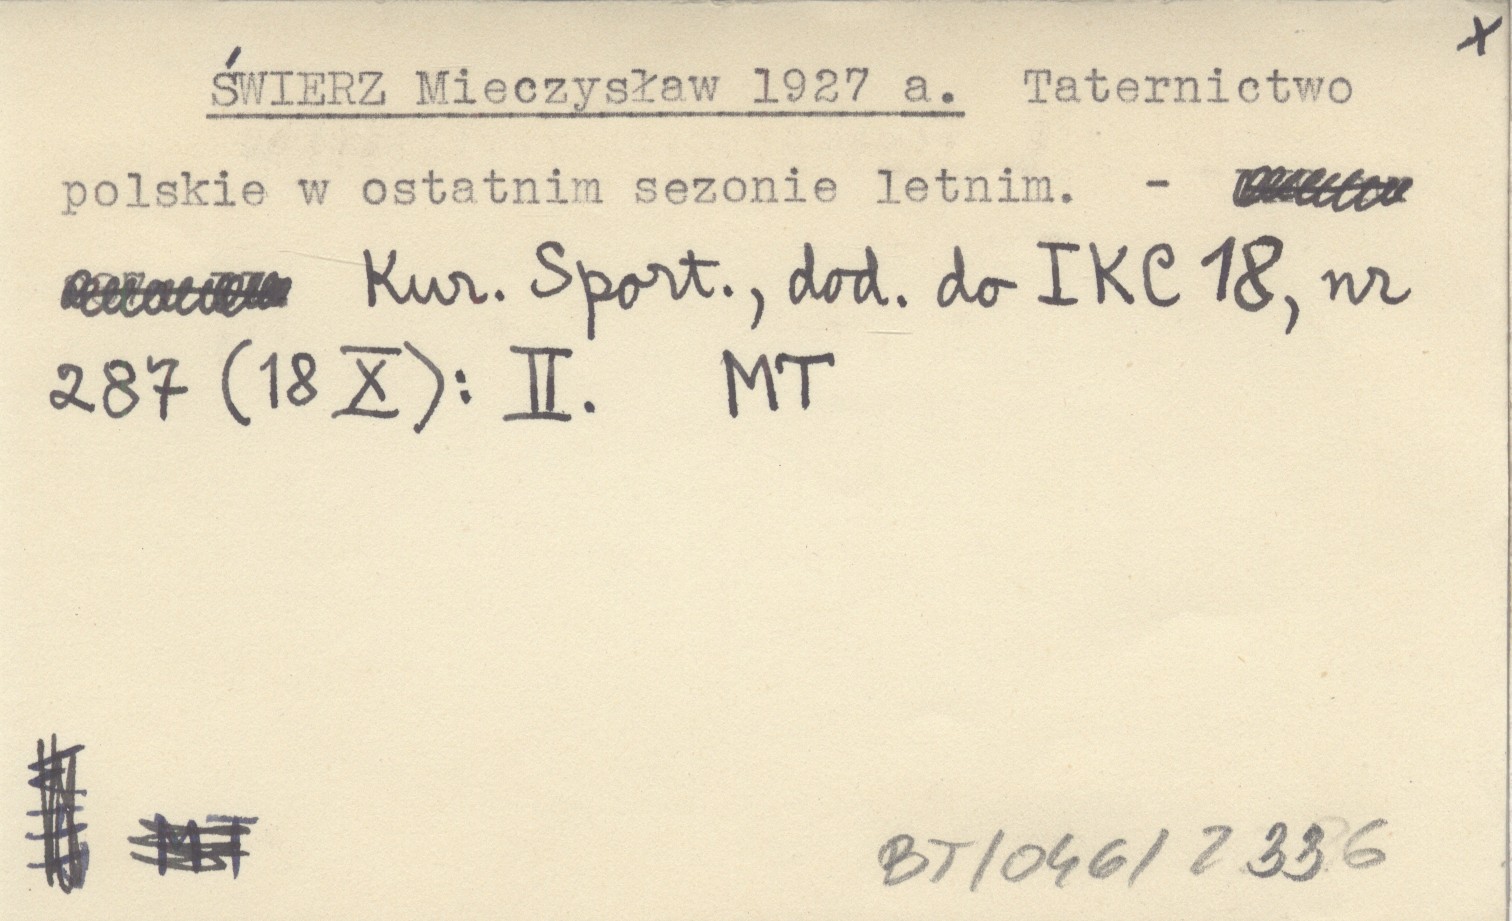 x
ŚWIERZ Mieczysław 1927 a. Taternictwo
polskie w ostatnim sezonie letnim. -
Kur. Sport., dod. do IKC 18, nr
287 (18 X): II. MT
MT
BT/046/2336